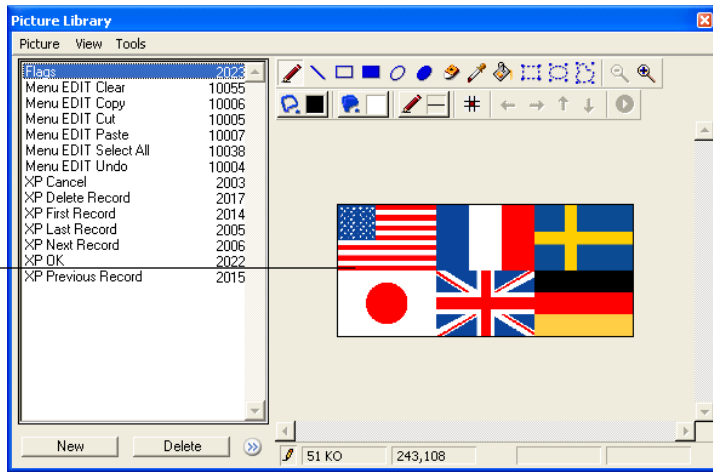 Picture Library
Picture View Tools
Flags 2023
Menu EDIT Clear 10055
Menu EDIT Copy 10006
Menu EDIT Cut 10005
Menu EDIT Paste 10007
Menu EDIT Select All 10038
Menu EDIT Undo 10004
XP Cancel 2003
XP Delete Record 2017
XP First Record 2014
XP Last Record 2005
XP Next Record 2006
XP OK 2022
XP Previous Record 2015
New Delete
51 KO 243,108